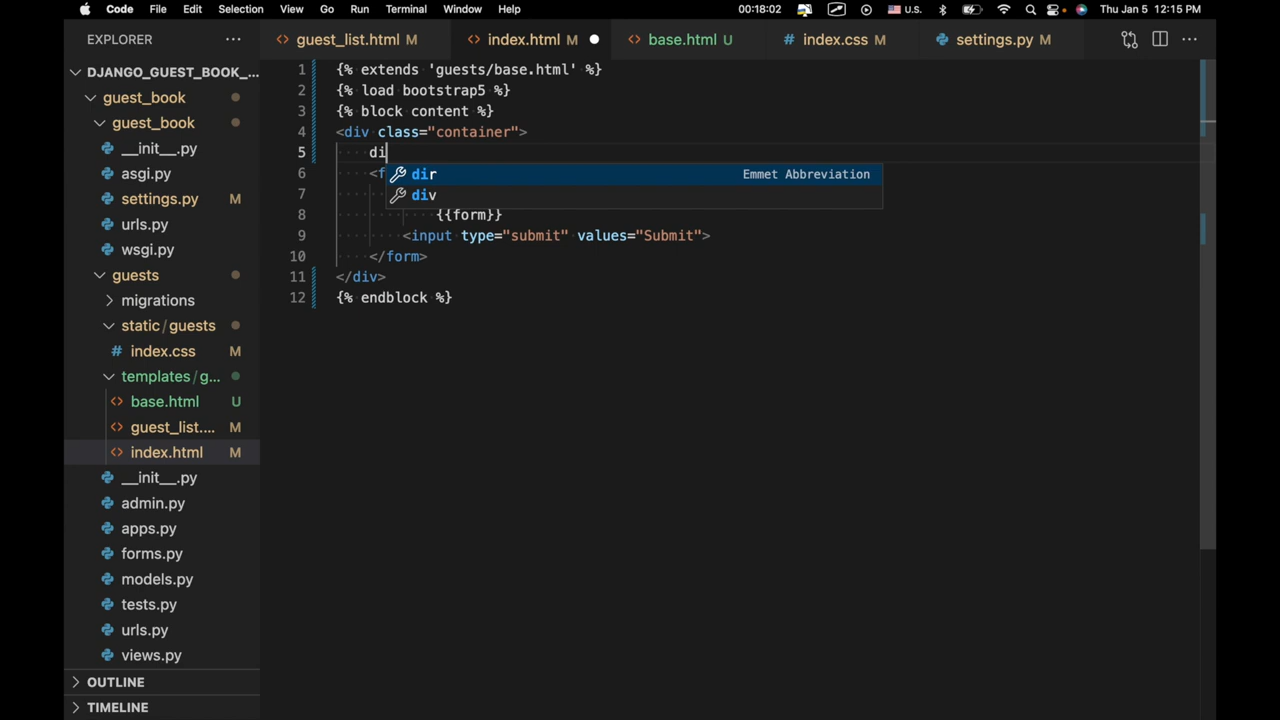 Code File Edit Selection View Go Run Terminal Window Help 00:18:02 U.S. Thu Jan 5 12:15 PM
EXPLORER ... guest_list.html M index.html M base.html U index.css M settings.py M ...
DJANGO_GUEST_BOOK_...
guest_book
guest_book
__init__.py
asgi.py
settings.py M
urls.py
wsgi.py
guests
migrations
static/guests
index.css M
templates/g...
base.html U
guest_list.... M
index.html M
__init__.py
admin.py
apps.py
forms.py
models.py
tests.py
urls.py
views.py
OUTLINE
TIMELINE
1 {% extends 'guests/base.html' %}
2 {% load bootstrap5 %}
3 {% block content %}
4 <div class="container">
5 di
6 <f
dir Emmet Abbreviation
7
div
8 {{form}}
9 <input type="submit" values="Submit">
10 </form>
11 </div>
12 {% endblock %}